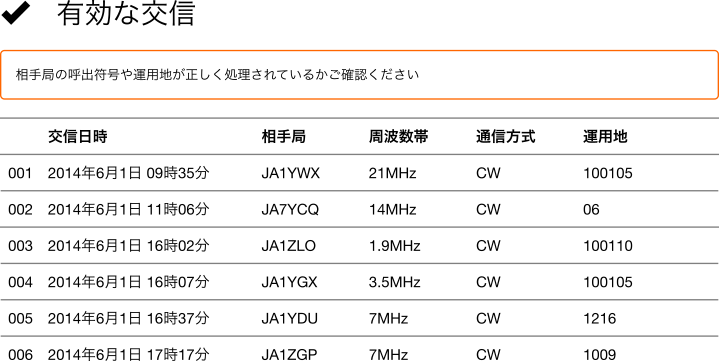 有効な交信
相手局の呼出符号や運用地が正しく処理されているかご確認ください
交信日時 相手局 周波数帯 通信方式 運用地
001 2014年6月1日 09時35分 JA1YWX 21MHz CW 100105
002 2014年6月1日 11時06分 JA7YCQ 14MHz CW 06
003 2014年6月1日 16時02分 JA1ZLO 1.9MHz CW 100110
004 2014年6月1日 16時07分 JA1YGX 3.5MHz CW 100105
005 2014年6月1日 16時37分 JA1YDU 7MHz CW 1216
006 2014年6月1日 17時17分 JA1ZGP 7MHz CW 1009